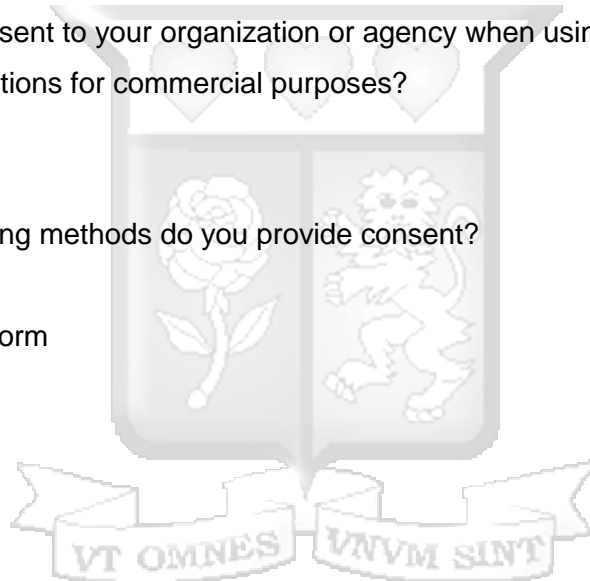 sent to your organization or agency when usin
tions for commercial purposes?
ng methods do you provide consent?
orm
VT OMNES VNVM SINT